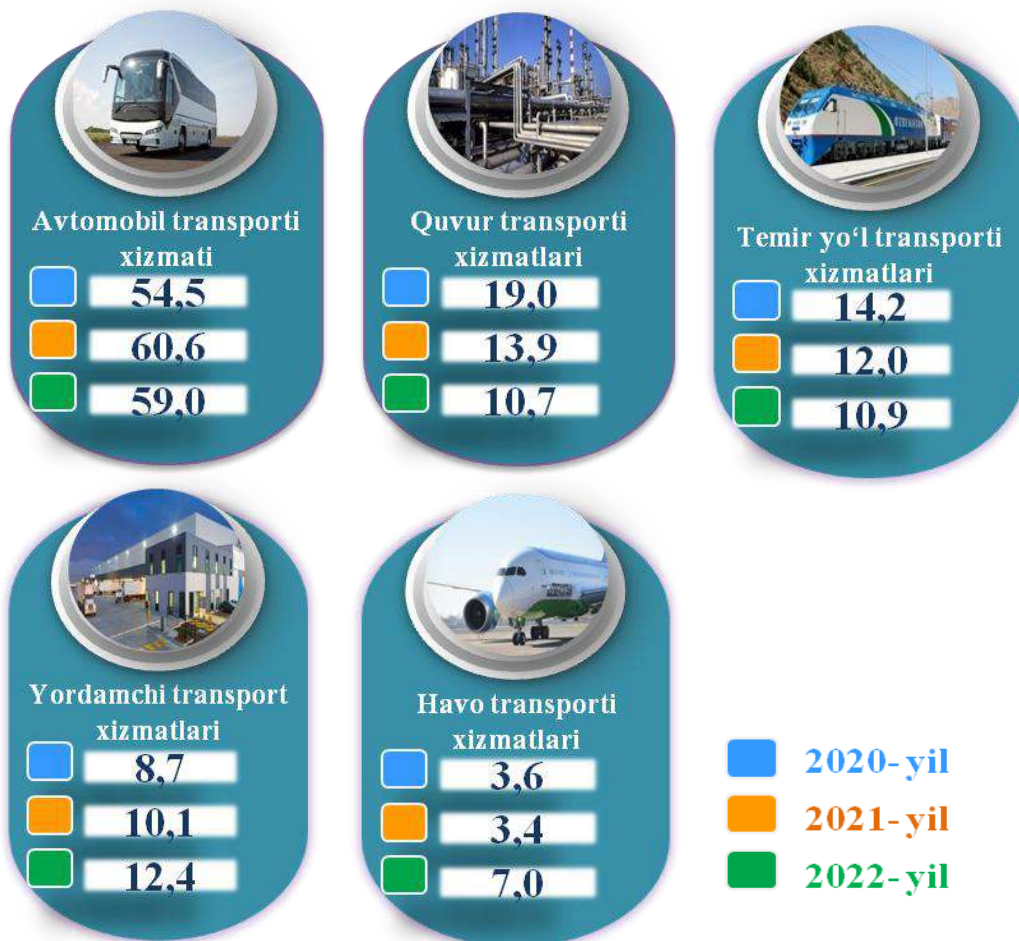 Avtomobil transporti
xizmati
54,5
60,6
59,0
Quvur transporti
xizmatlari
19,0
13,9
10,7
Temir yo‘l transporti
xizmatlari
14,2
12,0
10,9
Yordamchi transport
xizmatlari
8,7
10,1
12,4
Havo transporti
xizmatlari
3,6
3,4
7,0
2020-yil
2021-yil
2022-yil